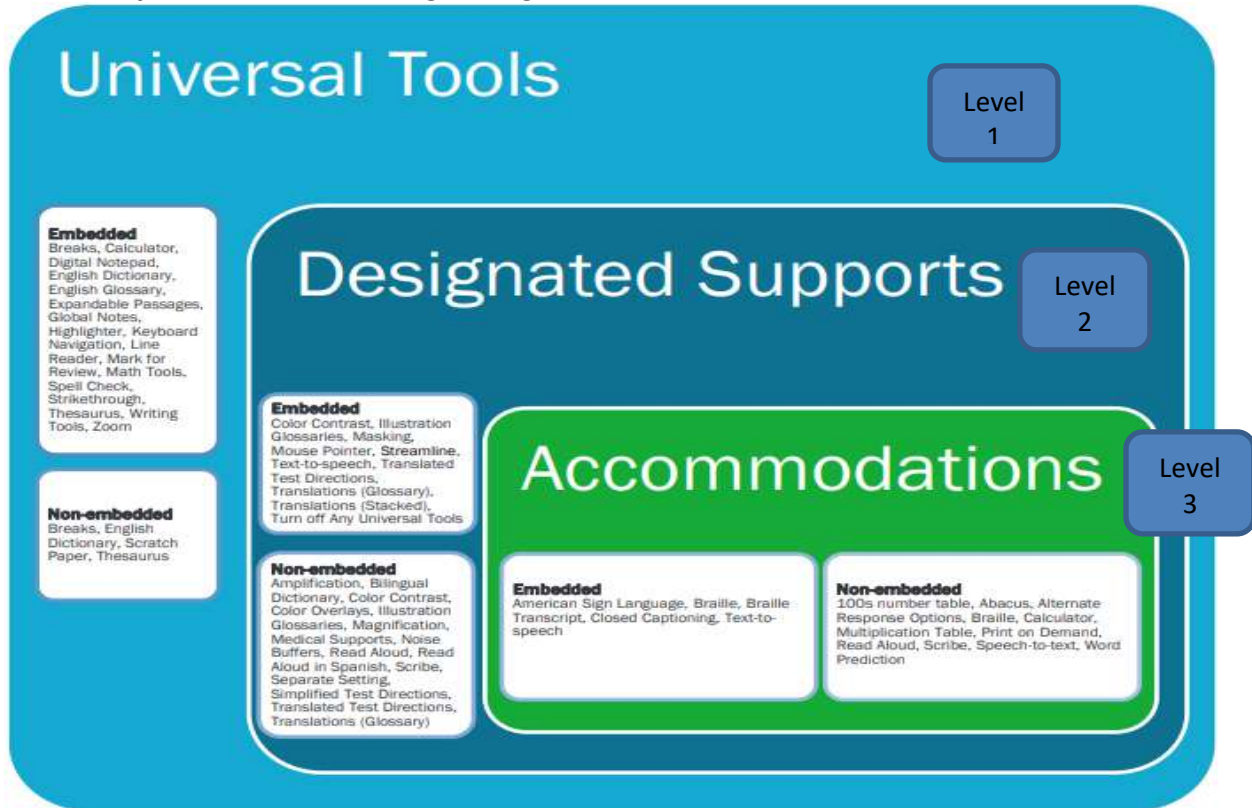 Universal Tools
Level
1
Embedded
Breaks, Calculator,
Digital Notepad,
English Dictionary,
English Glossary,
Expandable Passages,
Global Notes,
Highlighter, Keyboard
Navigation, Line
Reader, Mark for
Review, Math Tools,
Spell Check,
Strikethrough,
Thesaurus, Writing
Tools, Zoom
Non-embedded
Breaks, English
Dictionary, Scratch
Paper, Thesaurus
Designated Supports
Level
2
Embedded
Color Contrast, Illustration
Glossaries, Masking,
Mouse Pointer, Streamline,
Text-to-speech, Translated
Test Directions,
Translations (Glossary),
Translations (Stacked),
Turn off Any Universal Tools
Non-embedded
Amplification, Bilingual
Dictionary, Color Contrast,
Color Overlays, Illustration
Glossaries, Magnification,
Medical Supports, Noise
Buffers, Read Aloud, Read
Aloud in Spanish, Scribe,
Separate Setting,
Simplified Test Directions,
Translated Test Directions,
Translations (Glossary)
Accommodations
Level
3
Embedded
American Sign Language, Braille, Braille
Transcript, Closed Captioning, Text-to-
speech
Non-embedded
100s number table, Abacus, Alternate
Response Options, Braille, Calculator,
Multiplication Table, Print on Demand,
Read Aloud, Scribe, Speech-to-text, Word
Prediction